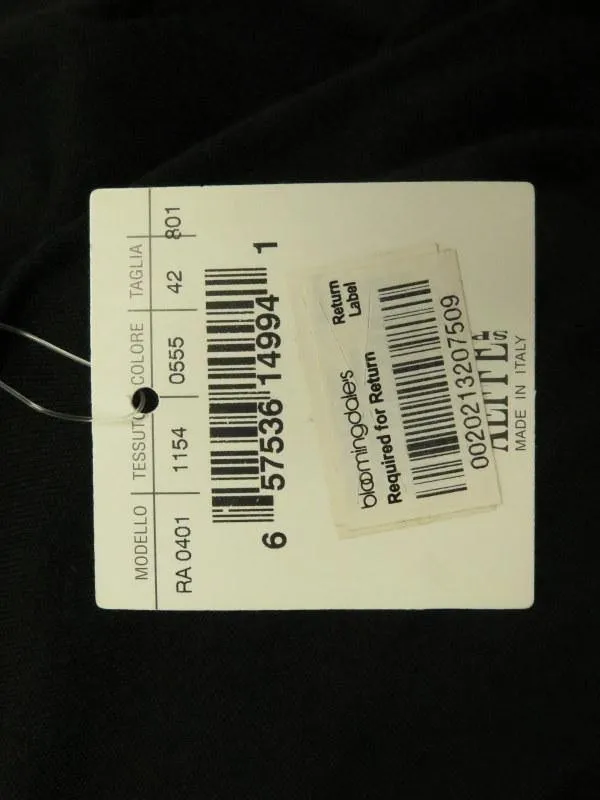 MODELLO TESSUTO COLORE TAGLIA
RA 0401 1154 0555 42 801
6 57536 14994 1
bloomingdale's
Required for Return
Return
Label
0020213207509
MADE IN ITALY